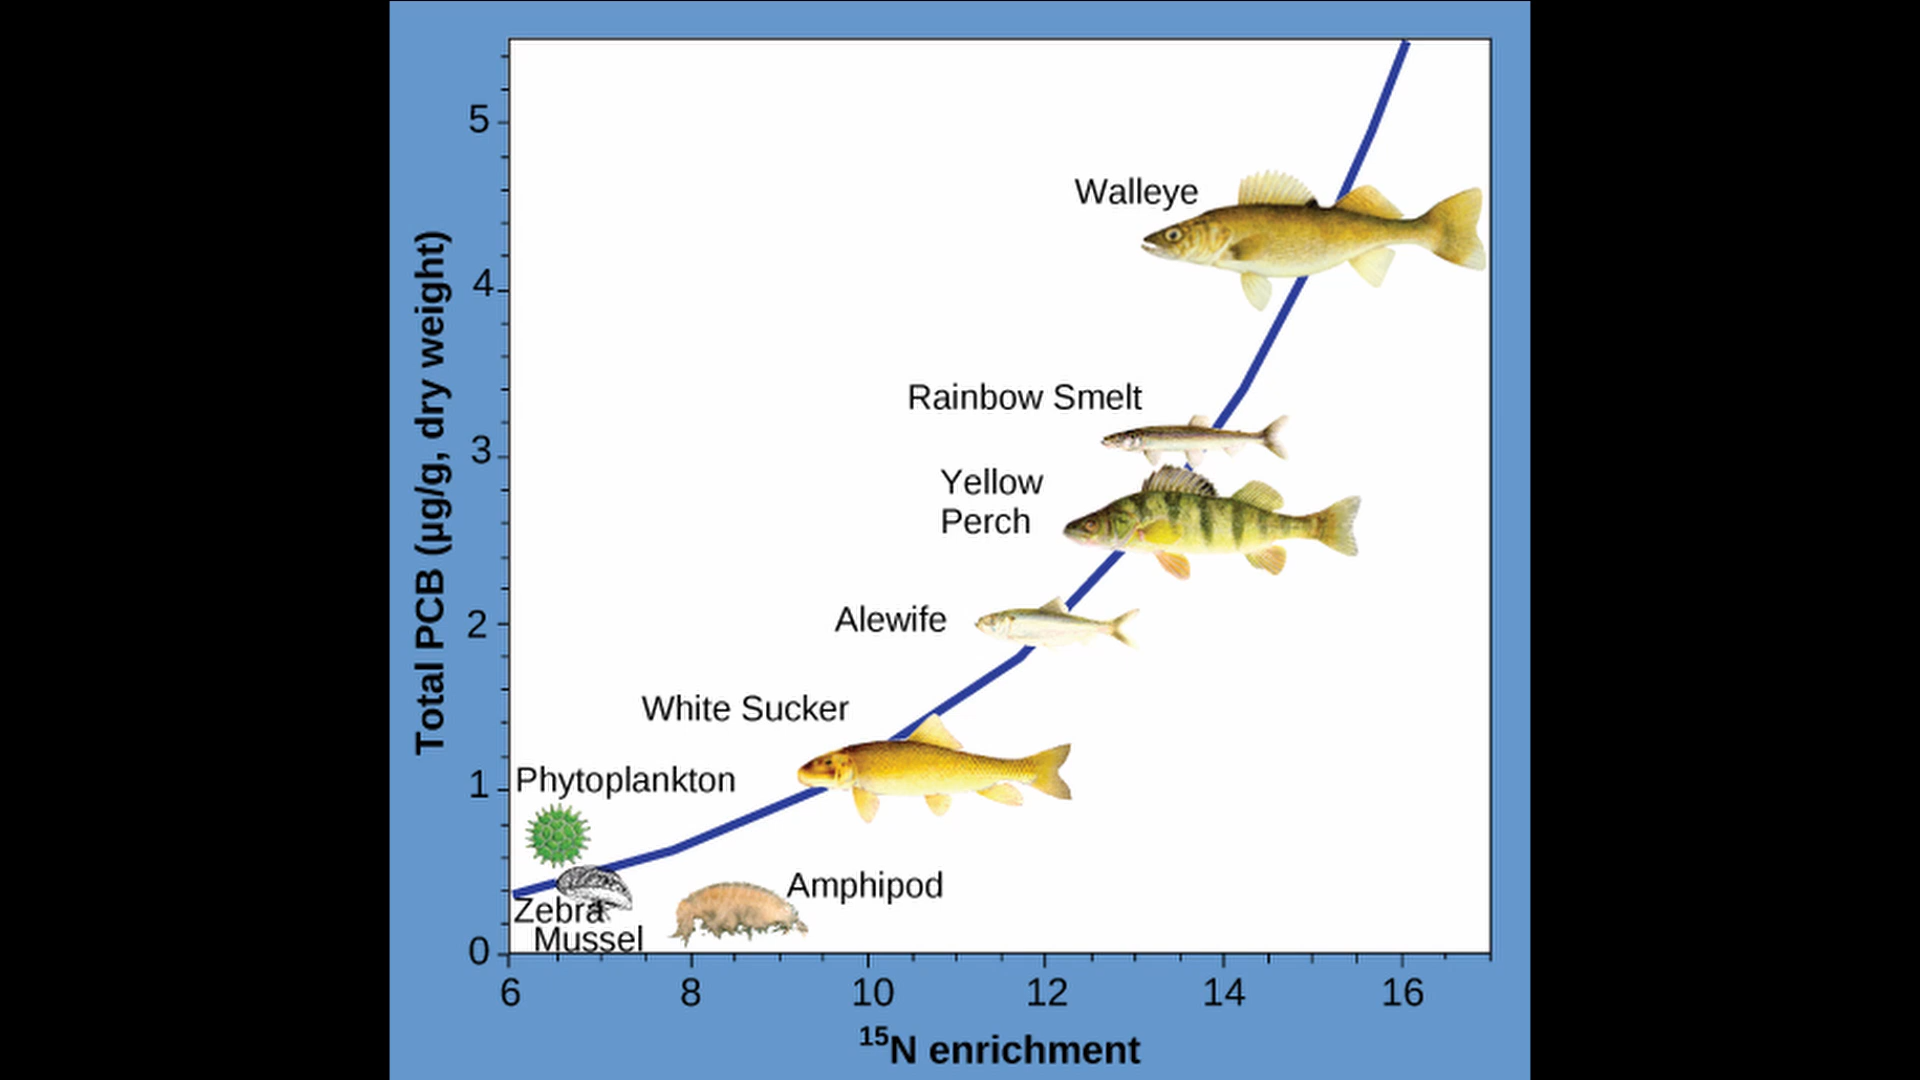 5
4
3
2
1
0
Total PCB (µg/g, dry weight)
Walleye
Rainbow Smelt
Yellow
Perch
Alewife
White Sucker
Phytoplankton
Amphipod
Zebra
Mussel
6 8 10 12 14 16
15N enrichment